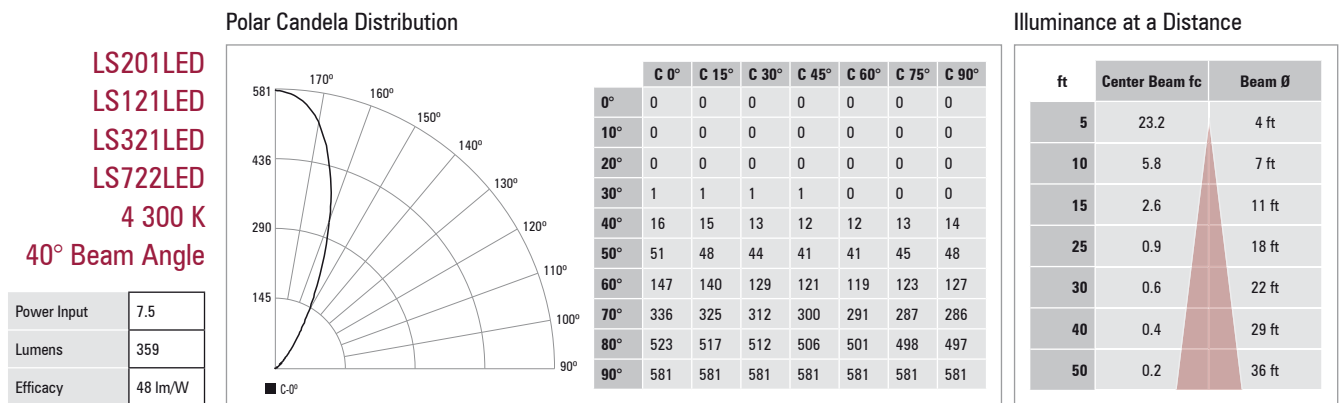 LS201LED
LS121LED
LS321LED
LS722LED
4 300 K
40° Beam Angle
Power Input 7.5
Lumens 359
Efficacy 48 lm/W
Polar Candela Distribution
581
436
290
145
170º
160º
150º
140º
130º
120º
110º
100º
90º
C-0º
C 0° C 15° C 30° C 45° C 60° C 75° C 90°
0° 0 0 0 0 0 0 0
10° 0 0 0 0 0 0 0
20° 0 0 0 0 0 0 0
30° 1 1 1 1 0 0 0
40° 16 15 13 12 12 13 14
50° 51 48 44 41 41 45 48
60° 147 140 129 121 119 123 127
70° 336 325 312 300 291 287 286
80° 523 517 512 506 501 498 497
90° 581 581 581 581 581 581 581
Illuminance at a Distance
ft Center Beam fc Beam Ø
5 23.2 4 ft
10 5.8 7 ft
15 2.6 11 ft
25 0.9 18 ft
30 0.6 22 ft
40 0.4 29 ft
50 0.2 36 ft